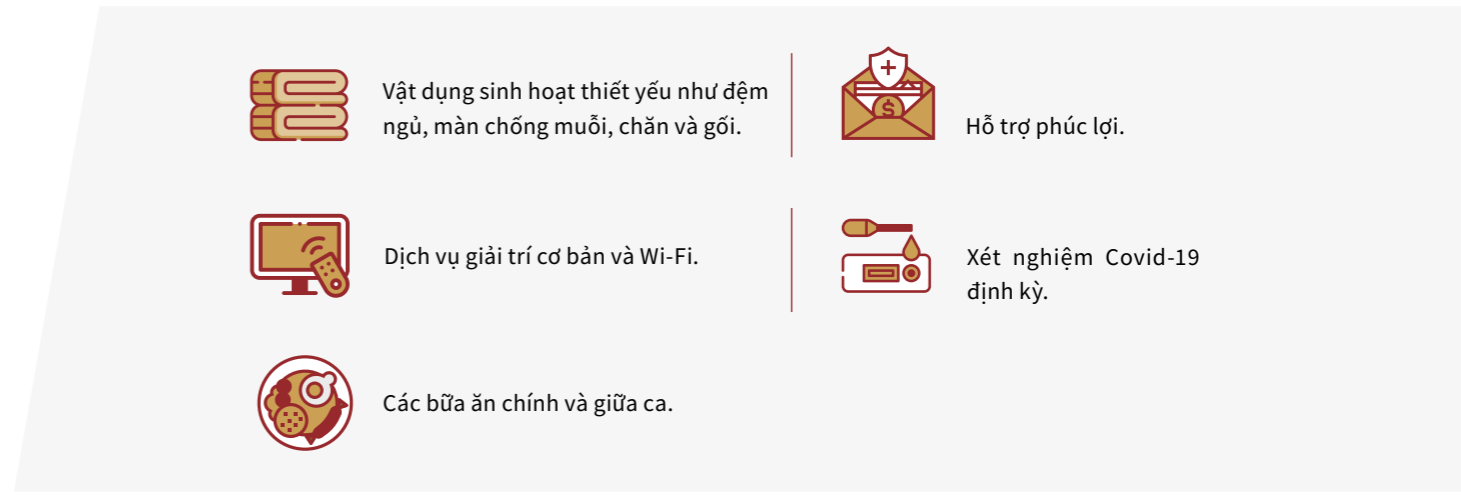 Vật dụng sinh hoạt thiết yếu như đệm
ngủ, màn chống muỗi, chăn và gối.
Hỗ trợ phúc lợi.
Dịch vụ giải trí cơ bản và Wi-Fi.
Xét nghiệm Covid-19
định kỳ.
Các bữa ăn chính và giữa ca.